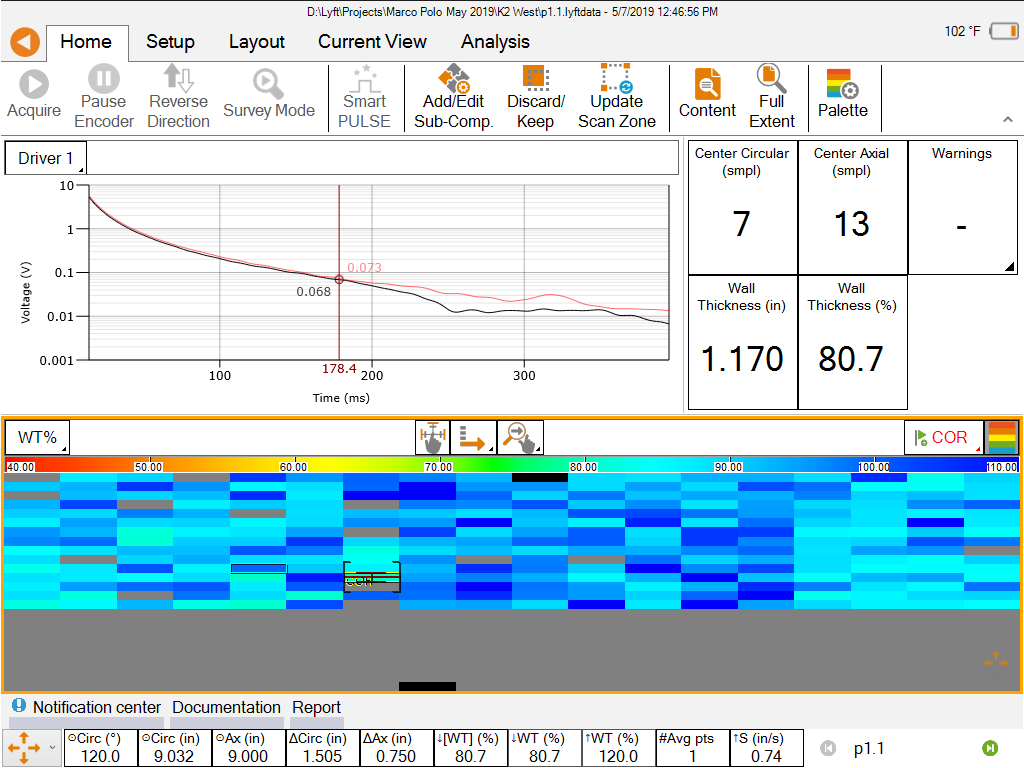 D:\Lyft\Projects\Marco Polo May 2019\K2 West\p1.1.lyftdata - 5/7/2019 12:46:56 PM
Home Setup Layout Current View Analysis 102 °F
Acquire
Pause
Encoder
Reverse
Direction
Survey Mode
Smart
PULSE
Add/Edit
Sub-Comp.
Discard/
Keep
Update
Scan Zone
Content
Full
Extent
Palette
Driver 1
10
1
0.1
0.01
0.001
Voltage (V)
0.073
0.068
100 178.4 200 300
Time (ms)
Center Circular
(smpl)
7
Center Axial
(smpl)
13
Warnings
-
Wall
Thickness (in)
1.170
Wall
Thickness (%)
80.7
WT% COR
40.00 50.00 60.00 70.00 80.00 90.00 100.00 110.00
COR
Notification center Documentation Report
⊙Circ (°) ⊙Circ (in) ⊙Ax (in) ΔCirc (in) ΔAx (in) ↓[WT] (%) ↓WT (%) ↑WT (%) #Avg pts ↑S (in/s)
120.0 9.032 9.000 1.505 0.750 80.7 80.7 120.0 1 0.74
p1.1